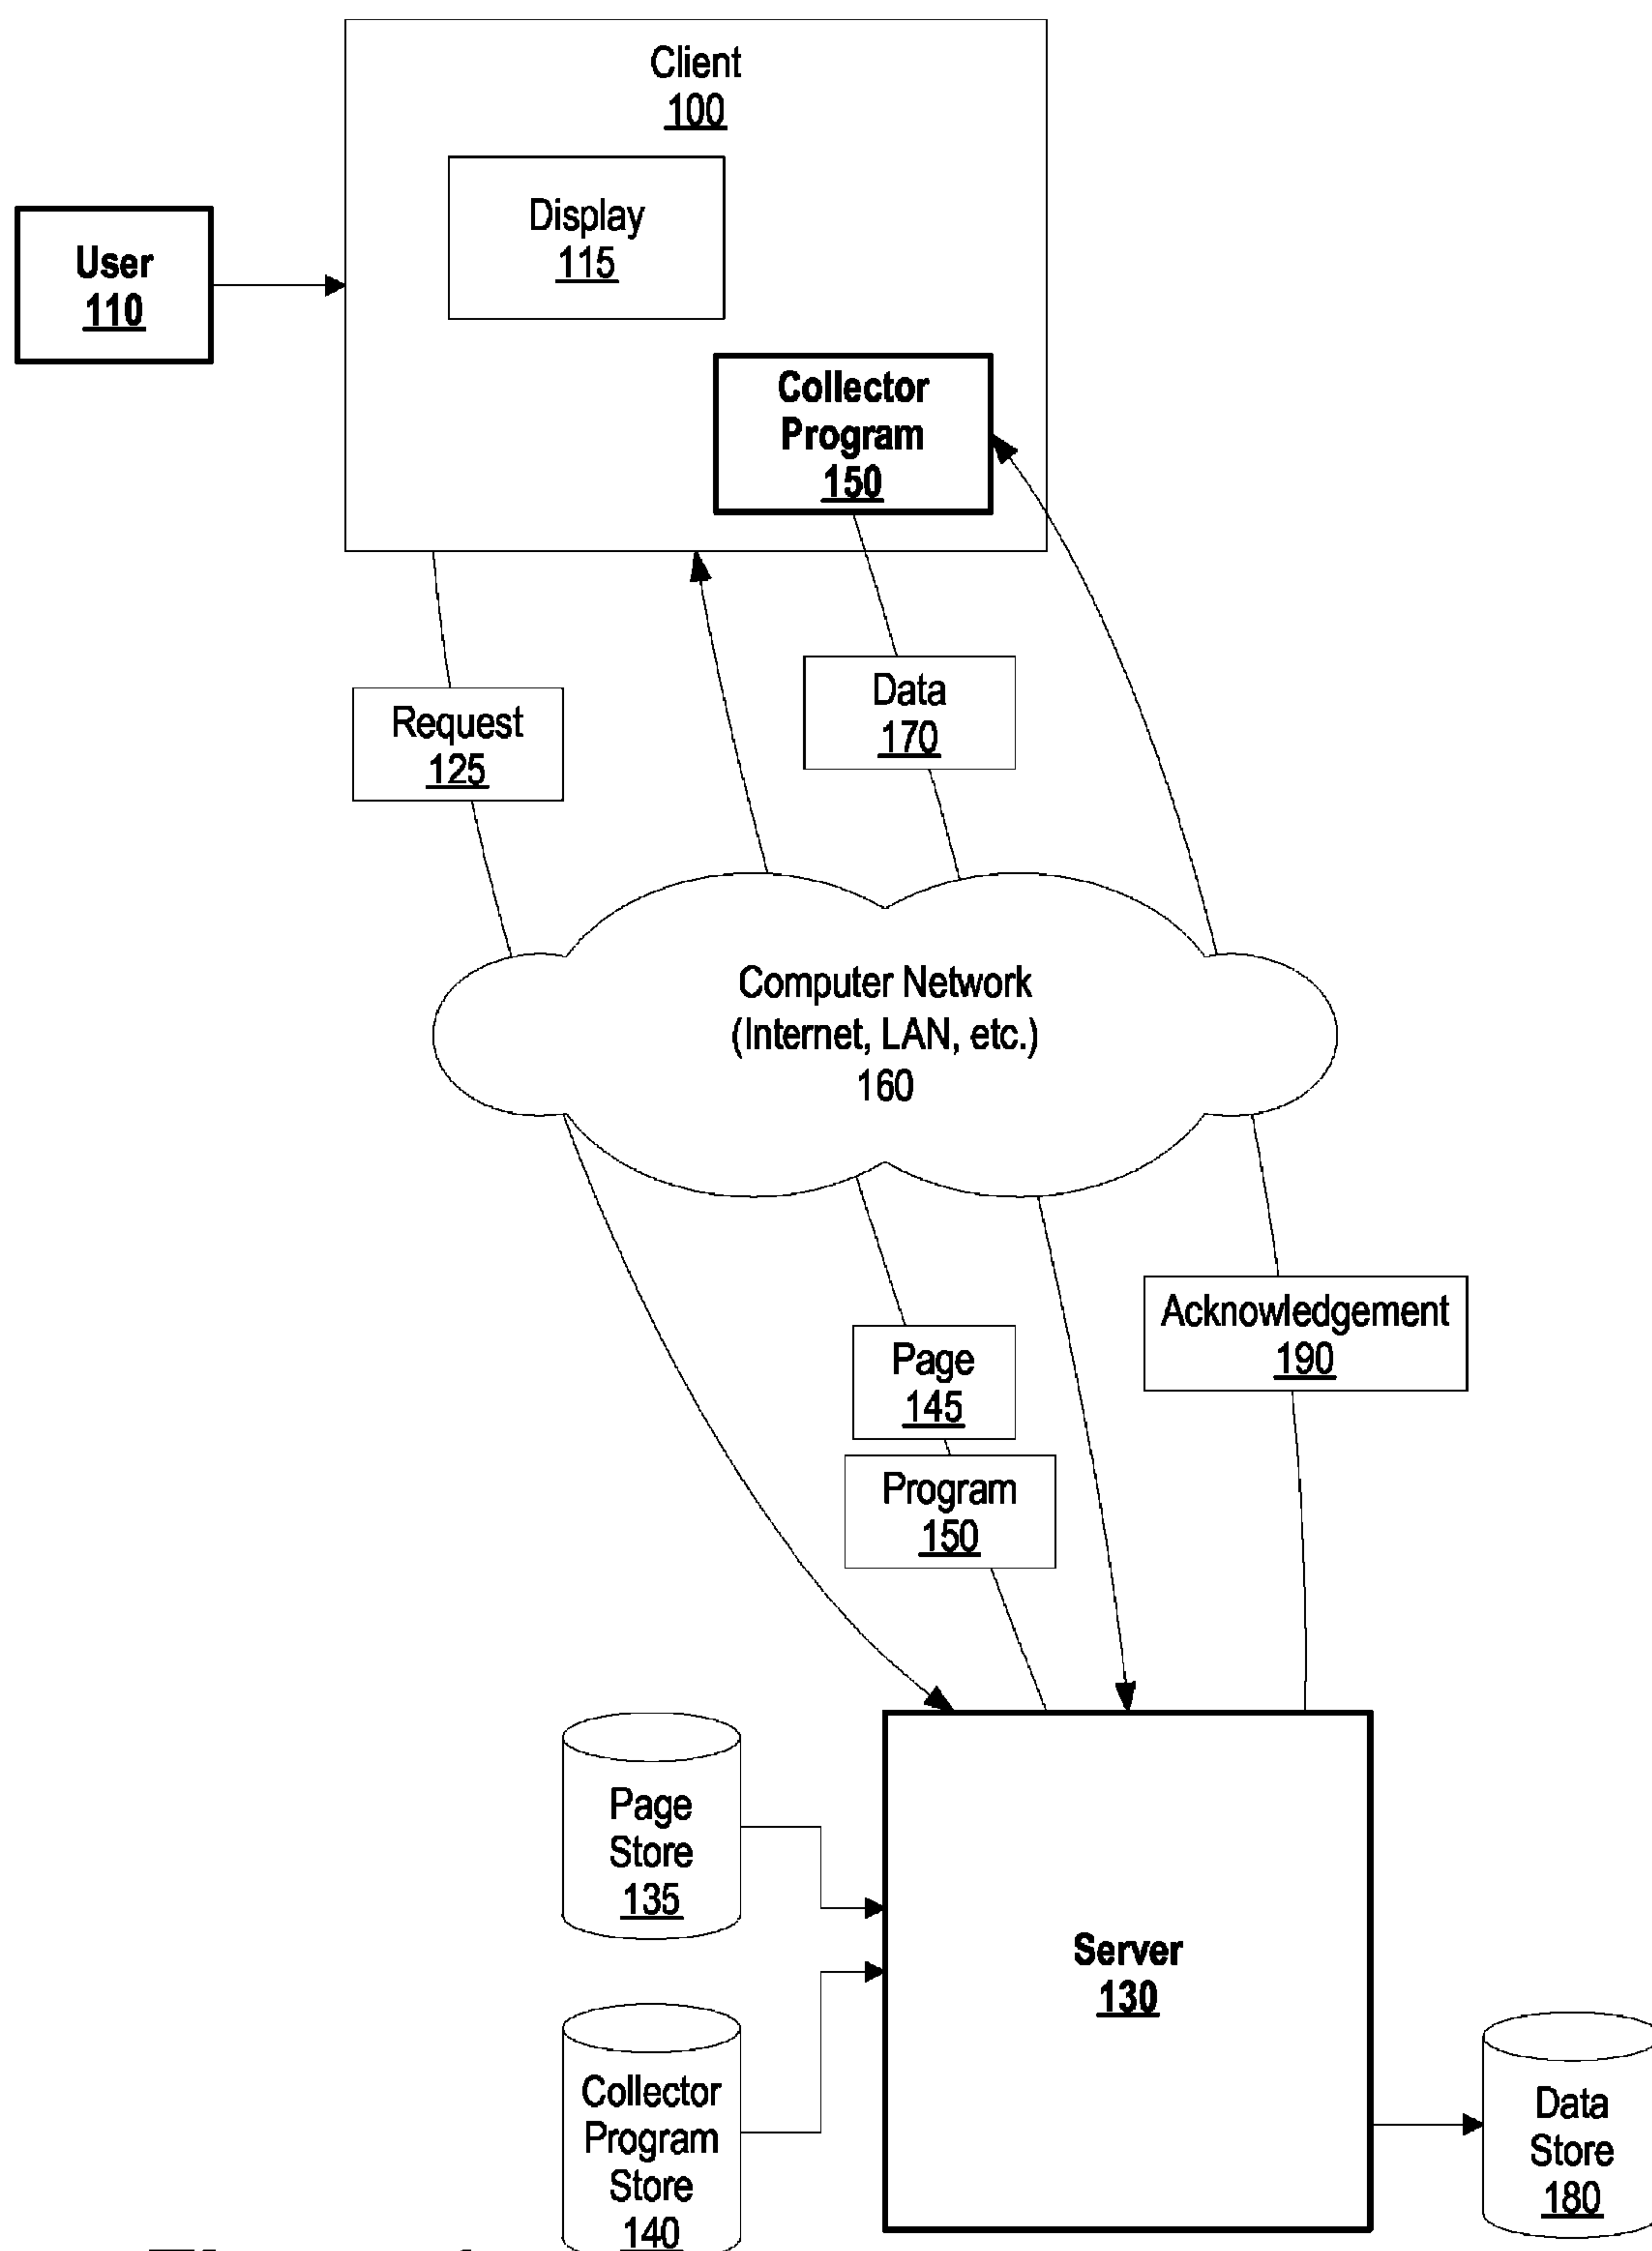 Client
100
Display
115
User
110
Collector
Program
150
Data
170
Request
125
Computer Network
(Internet, LAN, etc.)
160
Acknowledgement
190
Page
145
Program
150
Page
Store
135
Server
130
Collector
Program
Store
140
Data
Store
180